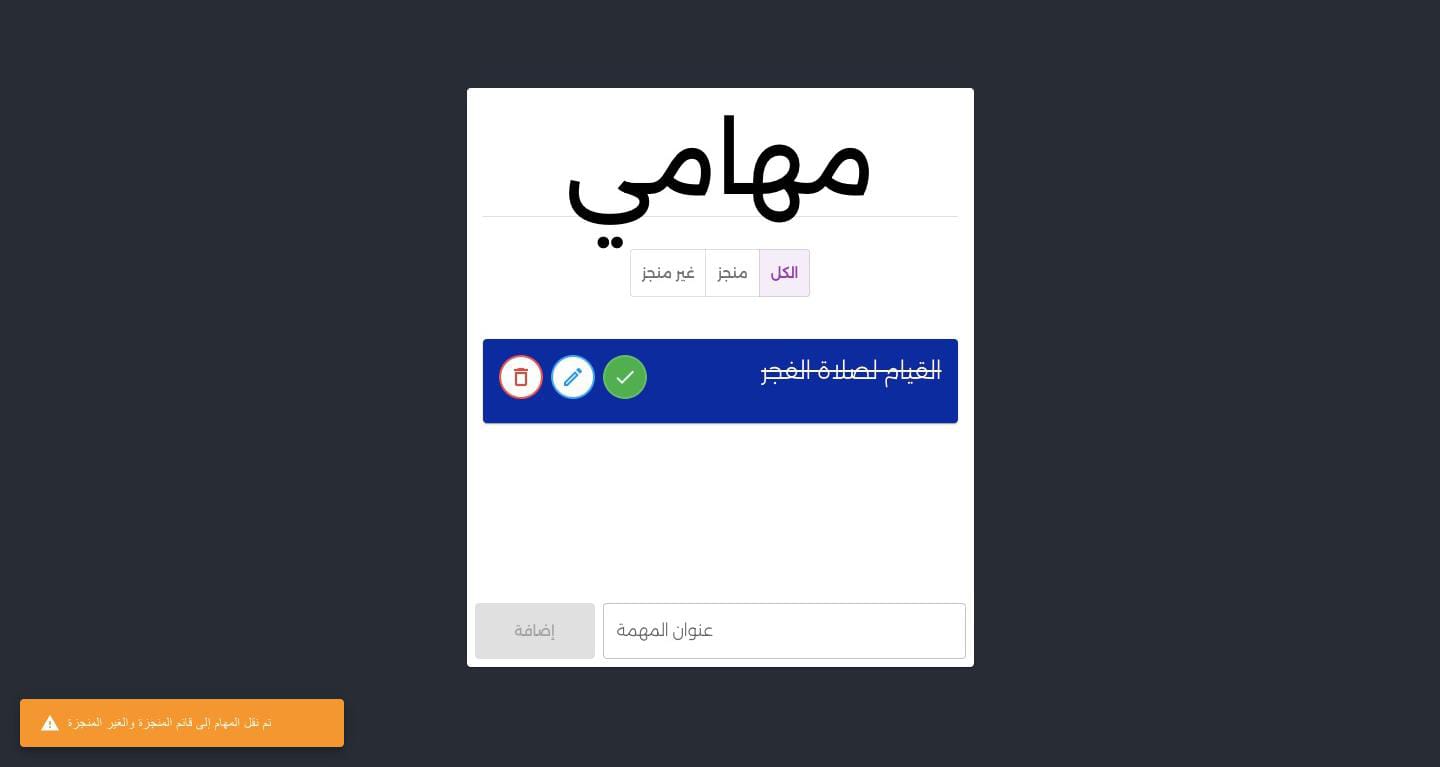 مهامي
الكل
منجز
غير منجز
القيام لصلاة الفجر
عنوان المهمة
إضافة
تم نقل المهام إلى قائم المنجزة والغير المنجزة